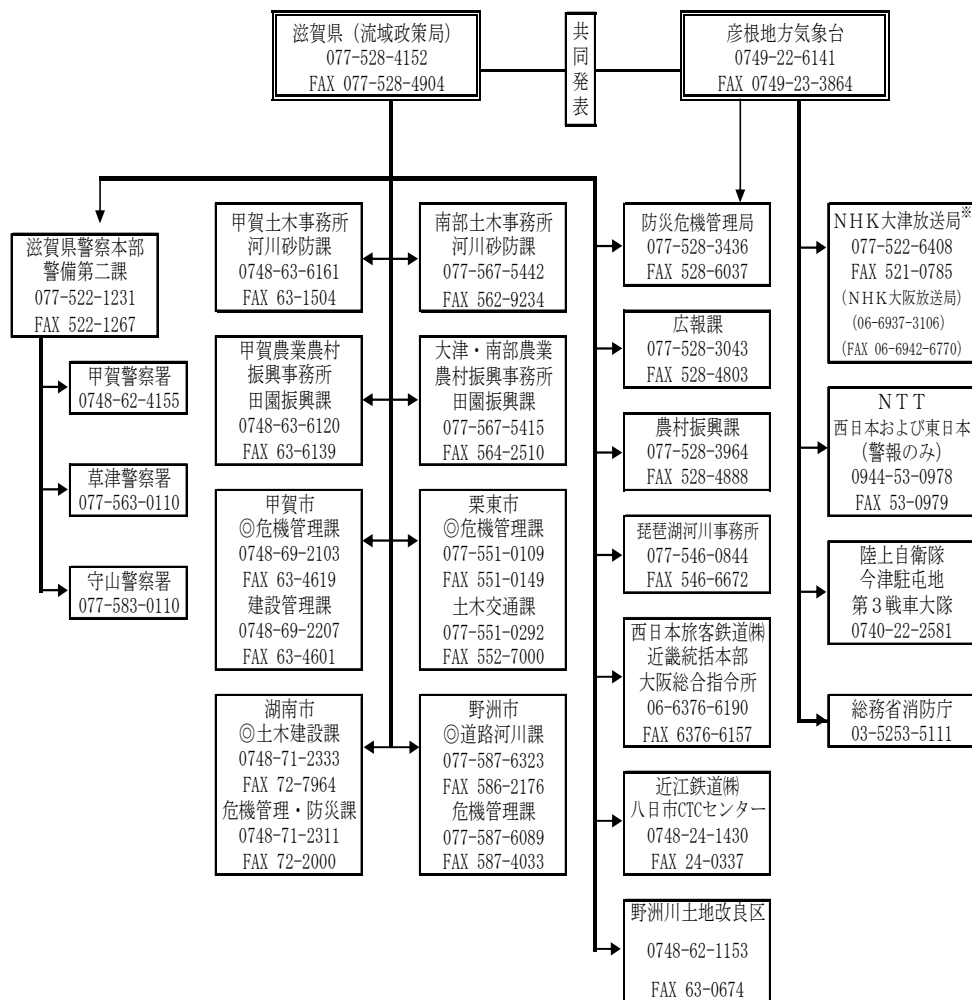 滋賀県（流域政策局）
077-528-4152
FAX 077-528-4904
共同発表
彦根地方気象台
0749-22-6141
FAX 0749-23-3864
滋賀県警察本部
警備第二課
077-522-1231
FAX 522-1267
甲賀警察署
0748-62-4155
草津警察署
077-563-0110
守山警察署
077-583-0110
甲賀土木事務所
河川砂防課
0748-63-6161
FAX 63-1504
甲賀農業農村
振興事務所
田園振興課
0748-63-6120
FAX 63-6139
甲賀市
◎危機管理課
0748-69-2103
FAX 63-4619
建設管理課
0748-69-2207
FAX 63-4601
湖南市
◎土木建設課
0748-71-2333
FAX 72-7964
危機管理・防災課
0748-71-2311
FAX 72-2000
南部土木事務所
河川砂防課
077-567-5442
FAX 562-9234
大津・南部農業
農村振興事務所
田園振興課
077-567-5415
FAX 564-2510
栗東市
◎危機管理課
077-551-0109
FAX 551-0149
土木交通課
077-551-0292
FAX 552-7000
野洲市
◎道路河川課
077-587-6323
FAX 586-2176
危機管理課
077-587-6089
FAX 587-4033
防災危機管理局
077-528-3436
FAX 528-6037
広報課
077-528-3043
FAX 528-4803
農村振興課
077-528-3964
FAX 528-4888
琵琶湖河川事務所
077-546-0844
FAX 546-6672
西日本旅客鉄道㈱
近畿統括本部
大阪総合指令所
06-6376-6190
FAX 6376-6157
近江鉄道㈱
八日市CTCセンター
0748-24-1430
FAX 24-0337
野洲川土地改良区
0748-62-1153
FAX 63-0674
NHK大津放送局※
077-522-6408
FAX 521-0785
(NHK大阪放送局)
(06-6937-3106)
(FAX 06-6942-6770)
ＮＴＴ
西日本および東日本
(警報のみ)
0944-53-0978
FAX 53-0979
陸上自衛隊
今津駐屯地
第３戦車大隊
0740-22-2581
総務省消防庁
03-5253-5111